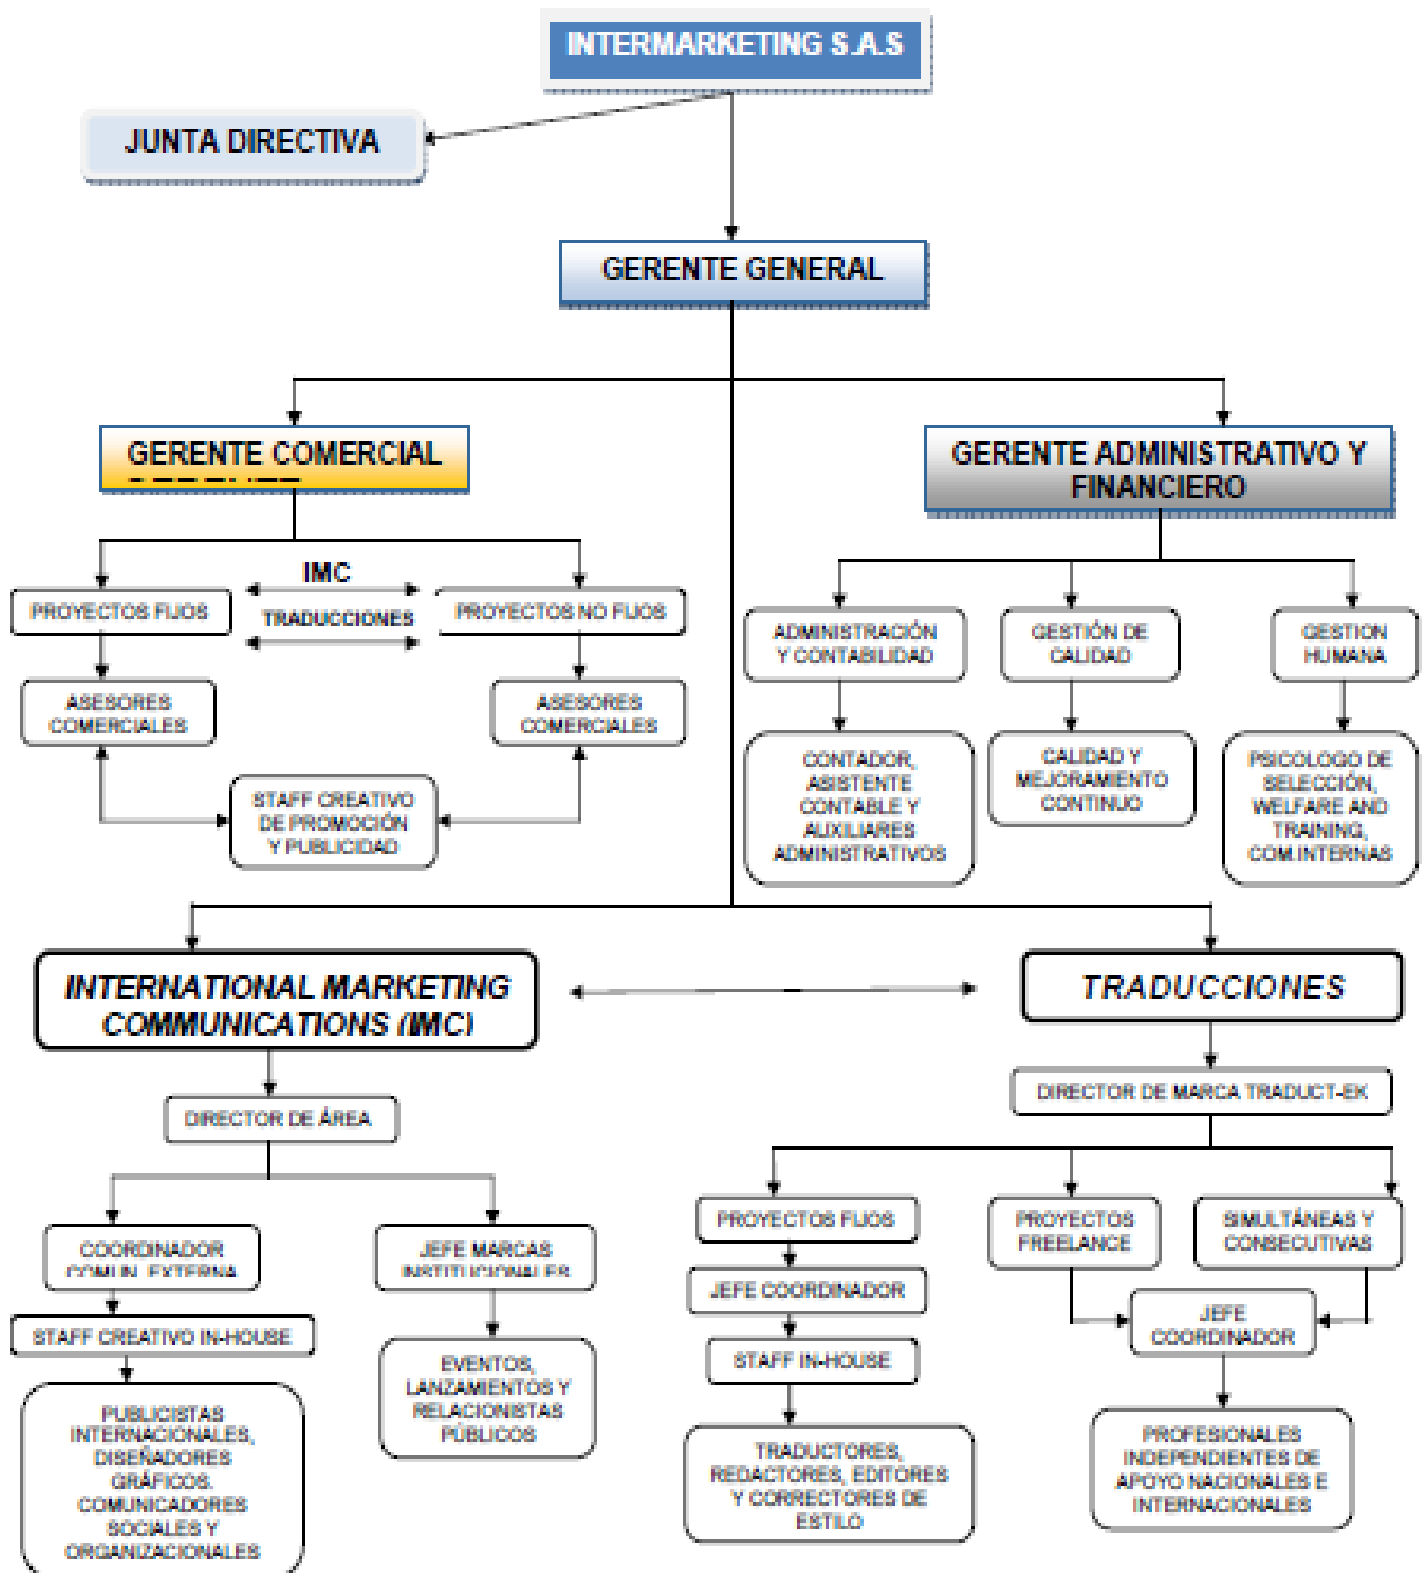 INTERMARKETING S.A.S
JUNTA DIRECTIVA
GERENTE GENERAL
GERENTE COMERCIAL
GERENTE ADMINISTRATIVO Y
FINANCIERO
PROYECTOS FIJOS
IMC
TRADUCCIONES
PROYECTOS NO FIJOS
ASESORES
COMERCIALES
ASESORES
COMERCIALES
STAFF CREATIVO
DE PROMOCIÓN
Y PUBLICIDAD
ADMINISTRACIÓN
Y CONTABILIDAD
GESTIÓN DE
CALIDAD
GESTION
HUMANA
CONTADOR,
ASISTENTE
CONTABLE Y
AUXILIARES
ADMINISTRATIVOS
CALIDAD Y
MEJORAMIENTO
CONTINUO
PSICOLOGO DE
SELECCIÓN,
WELFARE AND
TRAINING,
COM.INTERNAS
INTERNATIONAL MARKETING
COMMUNICATIONS (IMC)
TRADUCCIONES
DIRECTOR DE ÁREA
COORDINADOR
COMUN. EXTERNA
JEFE MARCAS
INSTITUCIONALES
STAFF CREATIVO IN-HOUSE
EVENTOS,
LANZAMIENTOS Y
RELACIONISTAS
PÚBLICOS
PUBLICISTAS
INTERNACIONALES,
DISEÑADORES
GRÁFICOS.
COMUNICADORES
SOCIALES Y
ORGANIZACIONALES
DIRECTOR DE MARCA TRADUCT-EK
PROYECTOS FIJOS
PROYECTOS
FREELANCE
SIMULTÁNEAS Y
CONSECUTIVAS
JEFE COORDINADOR
JEFE
COORDINADOR
STAFF IN-HOUSE
TRADUCTORES,
REDACTORES, EDITORES
Y CORRECTORES DE
ESTILO
PROFESIONALES
INDEPENDIENTES DE
APOYO NACIONALES E
INTERNACIONALES